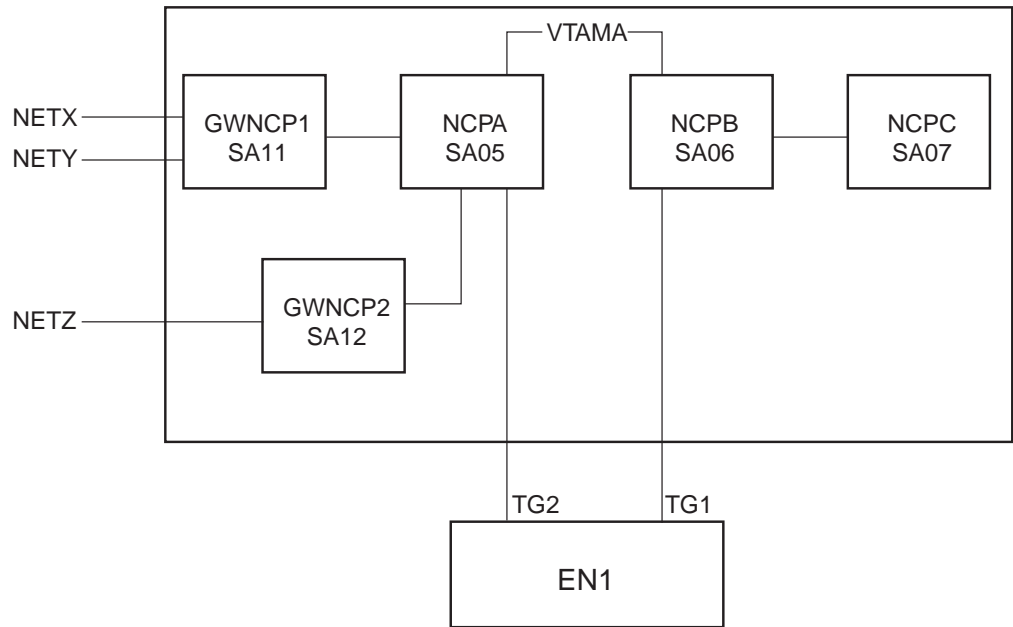 VTAMA
NETX
NETY
GWNCP1
SA11
NCPA
SA05
NCPB
SA06
NCPC
SA07
NETZ
GWNCP2
SA12
TG2
TG1
EN1